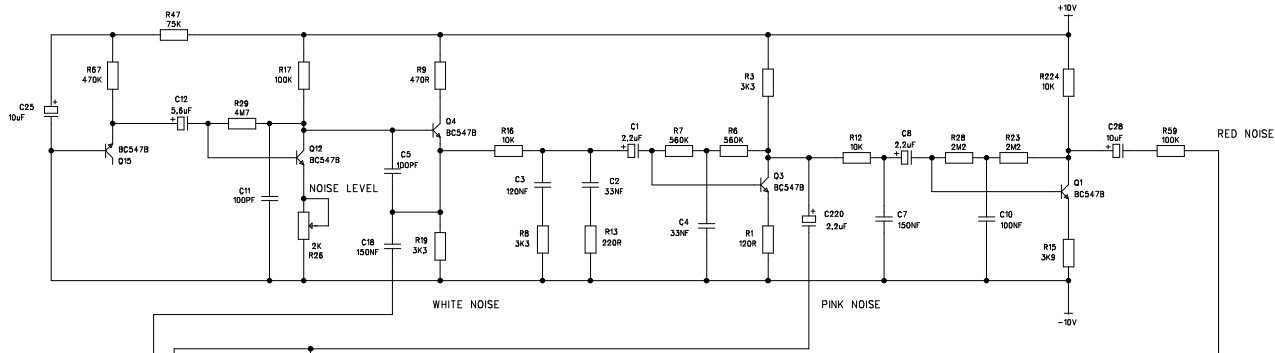 R47
75K
+10V
R67
470K
R17
100K
R9
470R
R3
3K3
R224
10K
C25
10uF
+
C12
5,6uF
+
R29
4M7
Q4
BC547B
R16
10K
C1
2,2uF
+
R7
560K
R6
560K
R12
10K
C8
2,2uF
+
R28
2M2
R23
2M2
C28
10uF
+
R59
100K
RED NOISE
BC547B
Q15
Q12
BC547B
C5
100PF
C3
120NF
C2
33NF
Q3
BC547B
Q1
BC547B
C11
100PF
NOISE LEVEL
2K
R26
C18
150NF
R19
3K3
R8
3K3
R13
220R
C4
33NF
R1
120R
+
C220
2,2uF
C7
150NF
C10
100NF
R15
3K9
WHITE NOISE
PINK NOISE
-10V